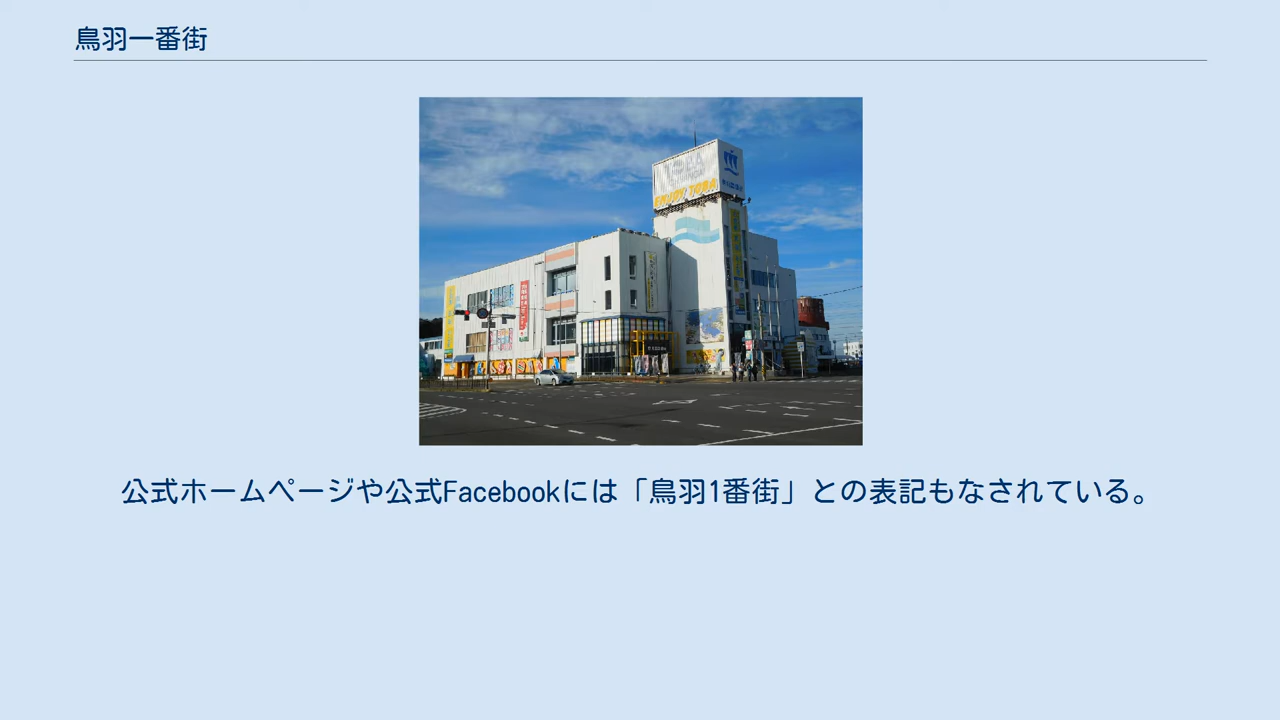 鳥羽一番街
ENJOY TOBA
公式ホームページや公式Facebookには「鳥羽1番街」との表記もなされている。